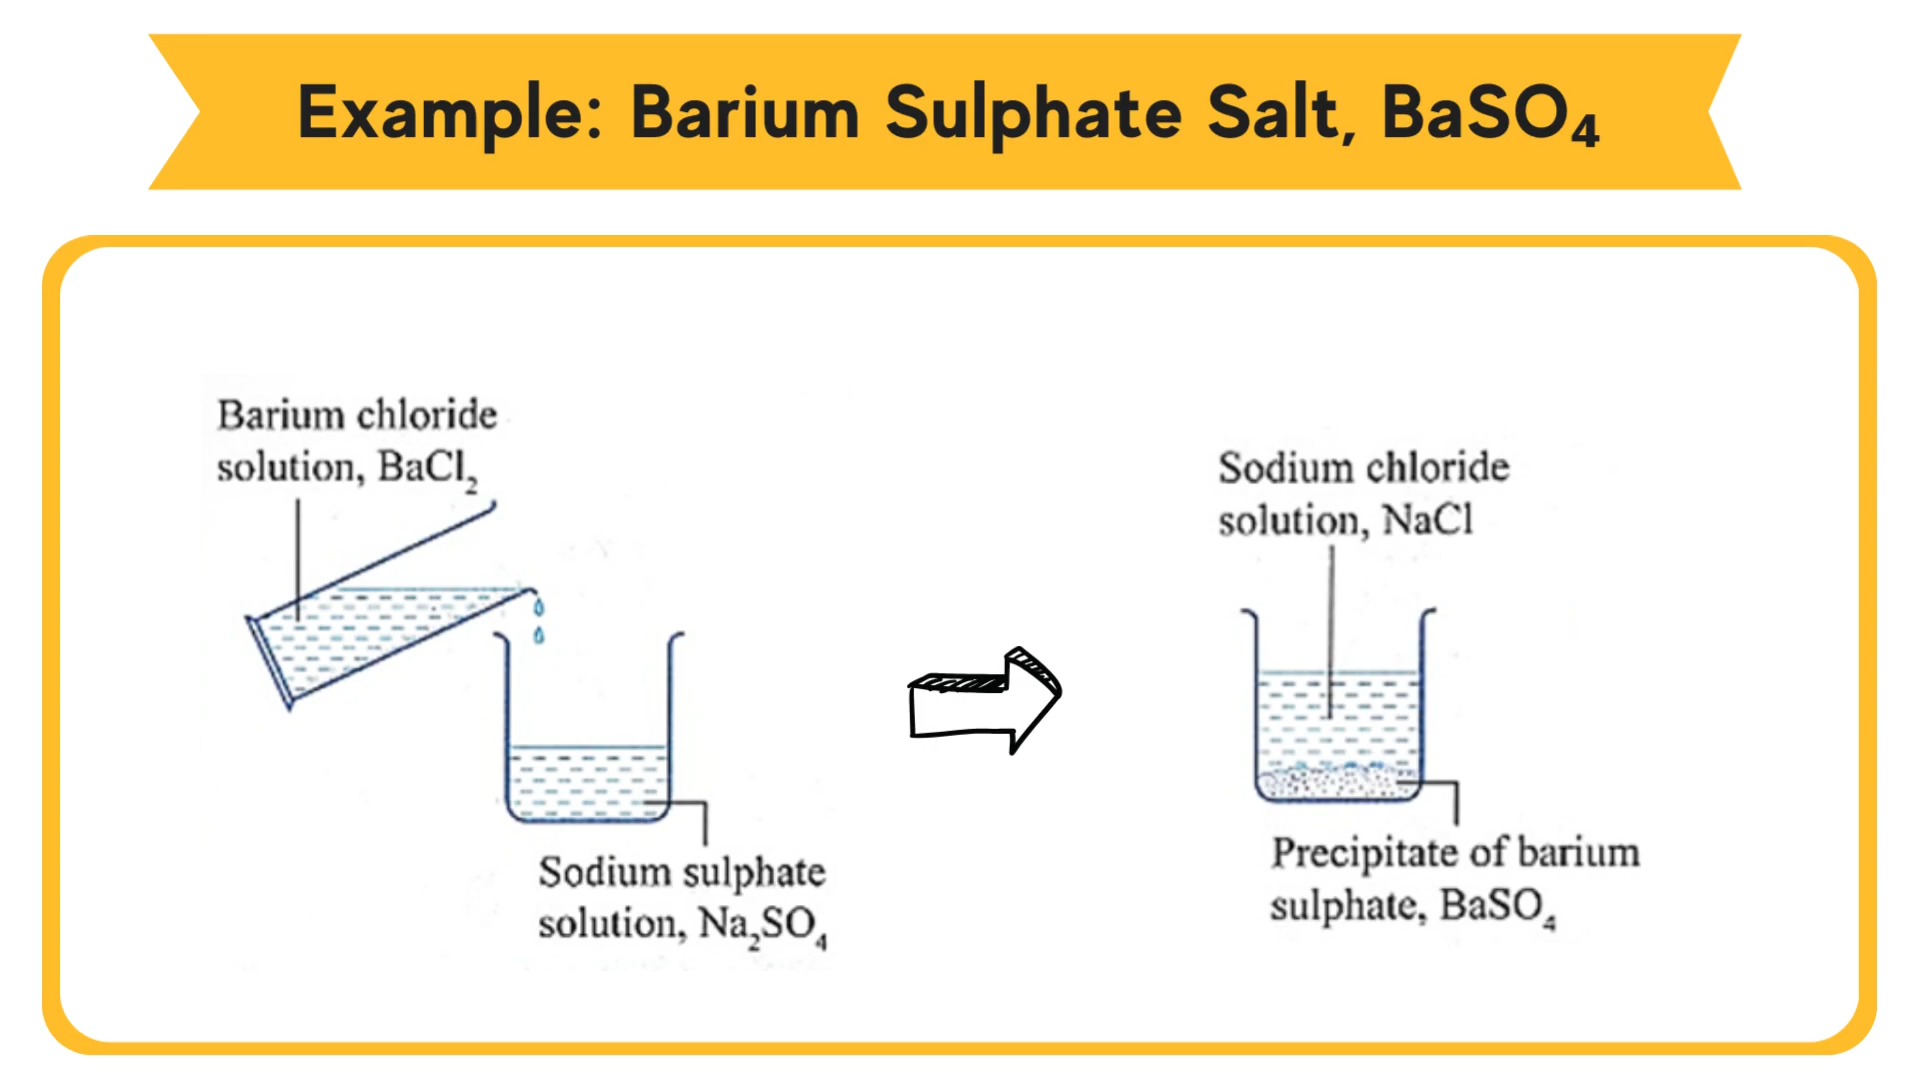 Example: Barium Sulphate Salt, BaSO₄
Barium chloride
solution, BaCl₂
Sodium sulphate
solution, Na₂SO₄
Sodium chloride
solution, NaCl
Precipitate of barium
sulphate, BaSO₄